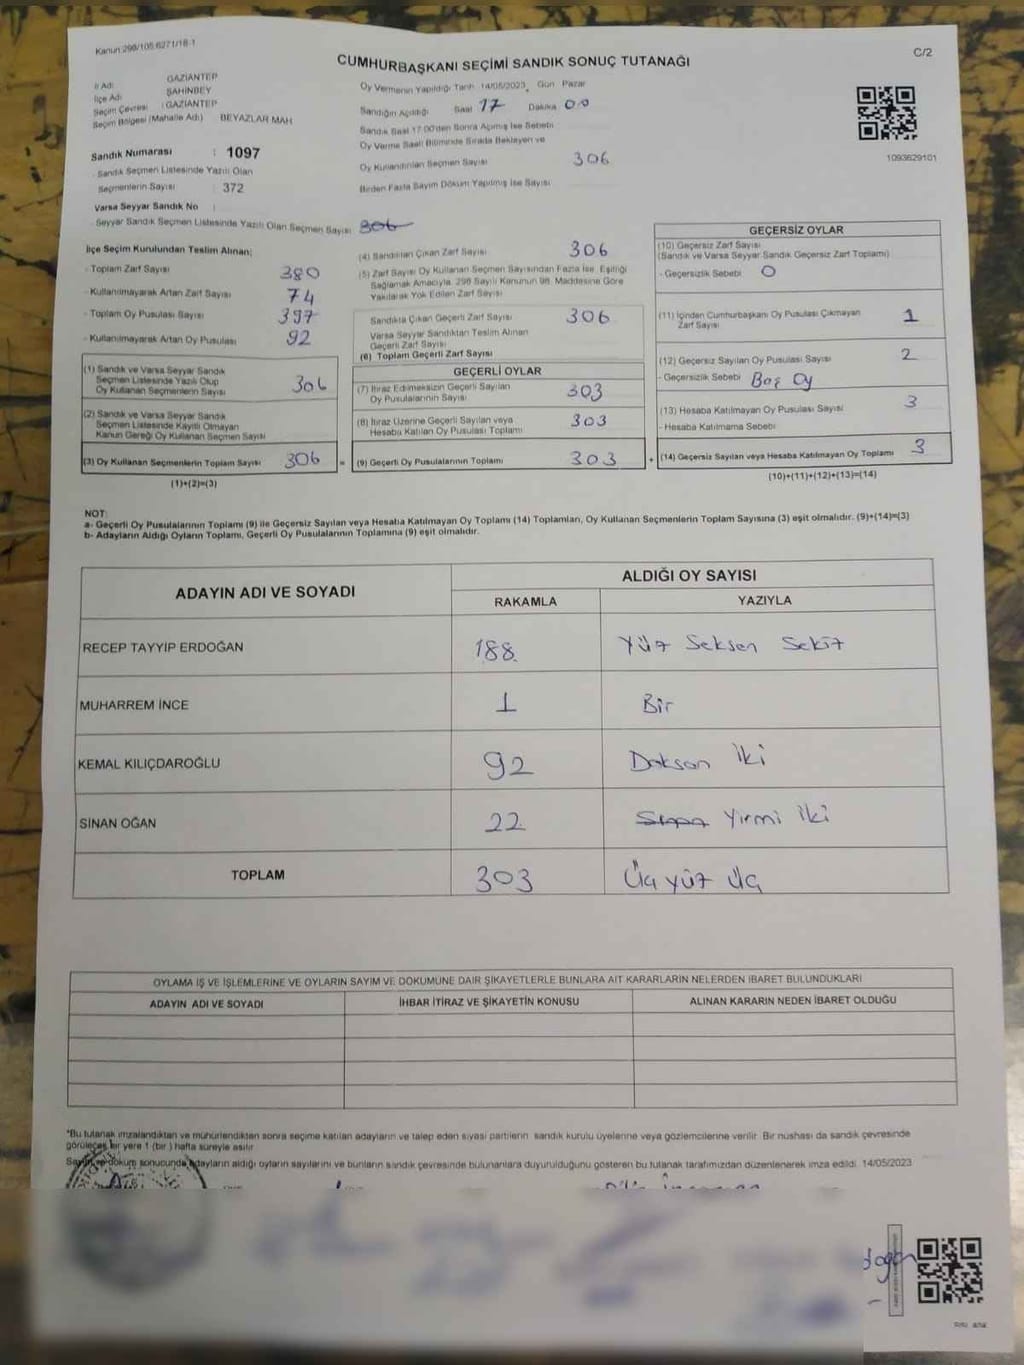 Kanun:298/105,6271/18-1
C/2
CUMHURBAŞKANI SEÇİMİ SANDIK SONUÇ TUTANAĞI
İl Adı GAZİANTEP
İlçe Adı : ŞAHİNBEY
Seçim Çevresi : GAZİANTEP
Seçim Bölgesi (Mahalle Adı) BEYAZLAR MAH
Sandık Numarası : 1097
- Sandık Seçmen Listesinde Yazılı Olan
Seçmenlerin Sayısı : 372
Varsa Seyyar Sandık No :
- Seyyar Sandık Seçmen Listesinde Yazılı Olan Seçmen Sayısı 306
Oy Vermenin Yapıldığı Tarih 14/05/2023, Gün Pazar
Sandığın Açıldığı Saat 17 Dakika 00
Sandık Saat 17.00'den Sonra Açılmış İse Sebebi
Oy Verme Saati Bitiminde Sırada Bekleyen ve
Oy Kullandırılan Seçmen Sayısı 306
Birden Fazla Sayım Döküm Yapılmış İse Sayısı
1093629101
İlçe Seçim Kurulundan Teslim Alınan;
- Toplam Zarf Sayısı 380
- Kullanılmayarak Artan Zarf Sayısı 74
- Toplam Oy Pusulası Sayısı 397
- Kullanılmayarak Artan Oy Pusulası 92
(1) Sandık ve Varsa Seyyar Sandık
Seçmen Listesinde Yazılı Olup
Oy Kullanan Seçmenlerin Sayısı 306
(2) Sandık ve Varsa Seyyar Sandık
Seçmen Listesinde Kayıtlı Olmayan
Kanun Gereği Oy Kullanan Seçmen Sayısı
(3) Oy Kullanan Seçmenlerin Toplam Sayısı 306
(1)+(2)=(3)
(4) Sandıktan Çıkan Zarf Sayısı 306
(5) Zarf Sayısı Oy Kullanan Seçmen Sayısından Fazla İse, Eşitliği
Sağlamak Amacıyla, 298 Sayılı Kanunun 98. Maddesine Göre
Yakılarak Yok Edilen Zarf Sayısı
Sandıkta Çıkan Geçerli Zarf Sayısı 306
Varsa Seyyar Sandıktan Teslim Alınan
Geçerli Zarf Sayısı
(6) Toplam Geçerli Zarf Sayısı
GEÇERLİ OYLAR
(7) İtiraz Edilmeksizin Geçerli Sayılan
Oy Pusulalarının Sayısı 303
(8) İtiraz Üzerine Geçerli Sayılan veya
Hesaba Katılan Oy Pusulası Toplamı 303
= (9) Geçerli Oy Pusulalarının Toplamı 303
GEÇERSİZ OYLAR
(10) Geçersiz Zarf Sayısı
(Sandık ve Varsa Seyyar Sandık Geçersiz Zarf Toplamı)
- Geçersizlik Sebebi 0
(11) İçinden Cumhurbaşkanı Oy Pusulası Çıkmayan
Zarf Sayısı 1
(12) Geçersiz Sayılan Oy Pusulası Sayısı 2
- Geçersizlik Sebebi Boş Oy
(13) Hesaba Katılmayan Oy Pusulası Sayısı 3
- Hesaba Katılmama Sebebi
+ (14) Geçersiz Sayılan veya Hesaba Katılmayan Oy Toplamı 3
(10)+(11)+(12)+(13)=(14)
NOT:
a- Geçerli Oy Pusulalarının Toplamı (9) ile Geçersiz Sayılan veya Hesaba Katılmayan Oy Toplamı (14) Toplamları, Oy Kullanan Seçmenlerin Toplam Sayısına (3) eşit olmalıdır. (9)+(14)=(3)
b- Adayların Aldığı Oyların Toplamı, Geçerli Oy Pusulalarının Toplamına (9) eşit olmalıdır.
ADAYIN ADI VE SOYADI
ALDIĞI OY SAYISI
RAKAMLA YAZIYLA
RECEP TAYYİP ERDOĞAN 188 Yüz Seksen Sekiz
MUHARREM İNCE 1 Bir
KEMAL KILIÇDAROĞLU 92 Doksan İki
SİNAN OĞAN 22 Yirmi İki
TOPLAM 303 Üç yüz Üç
OYLAMA İŞ VE İŞLEMLERİNE VE OYLARIN SAYIM VE DÖKÜMÜNE DAİR ŞİKAYETLERLE BUNLARA AİT KARARLARIN NELERDEN İBARET BULUNDUKLARI
ADAYIN ADI VE SOYADI İHBAR İTİRAZ VE ŞİKAYETİN KONUSU ALINAN KARARIN NEDEN İBARET OLDUĞU
*Bu tutanak imzalandıktan ve mühürlendikten sonra seçime katılan adayların ve talep eden siyasi partilerin sandık kurulu üyelerine veya gözlemcilerine verilir. Bir nüshası da sandık çevresinde
görülecek bir yere 1 (bir ) hafta süreyle asılır
Sayım ve döküm sonucunda adayların aldığı oyların sayılarını ve bunların sandık çevresinde bulunanlara duyurulduğunu gösteren bu tutanak tarafımızdan düzenlenerek imza edildi. 14/05/2023